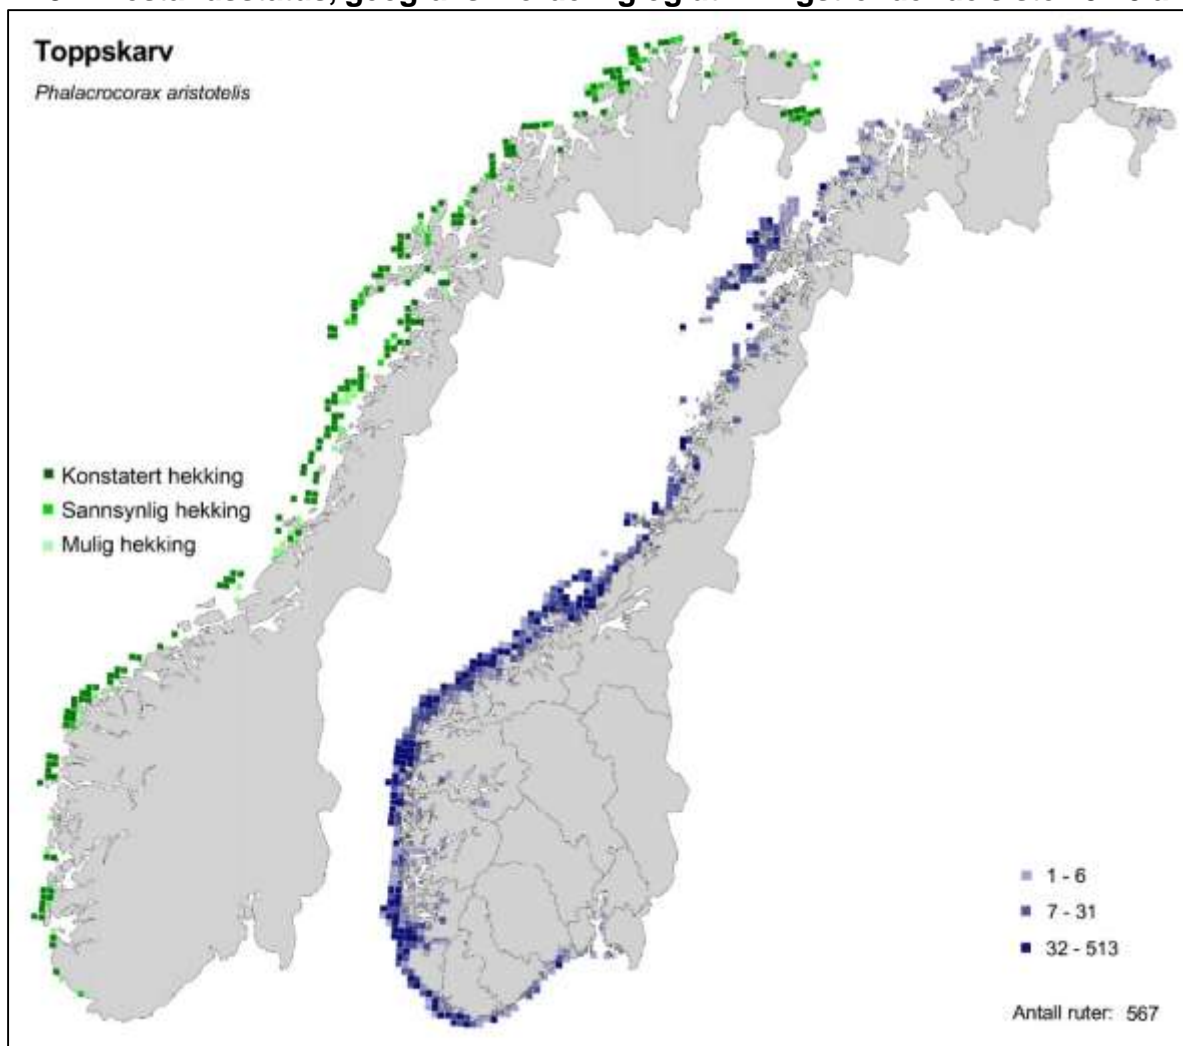 Toppskarv
Phalacrocorax aristotelis
Konstatert hekking
Sannsynlig hekking
Mulig hekking
1 - 6
7 - 31
32 - 513
Antall ruter: 567